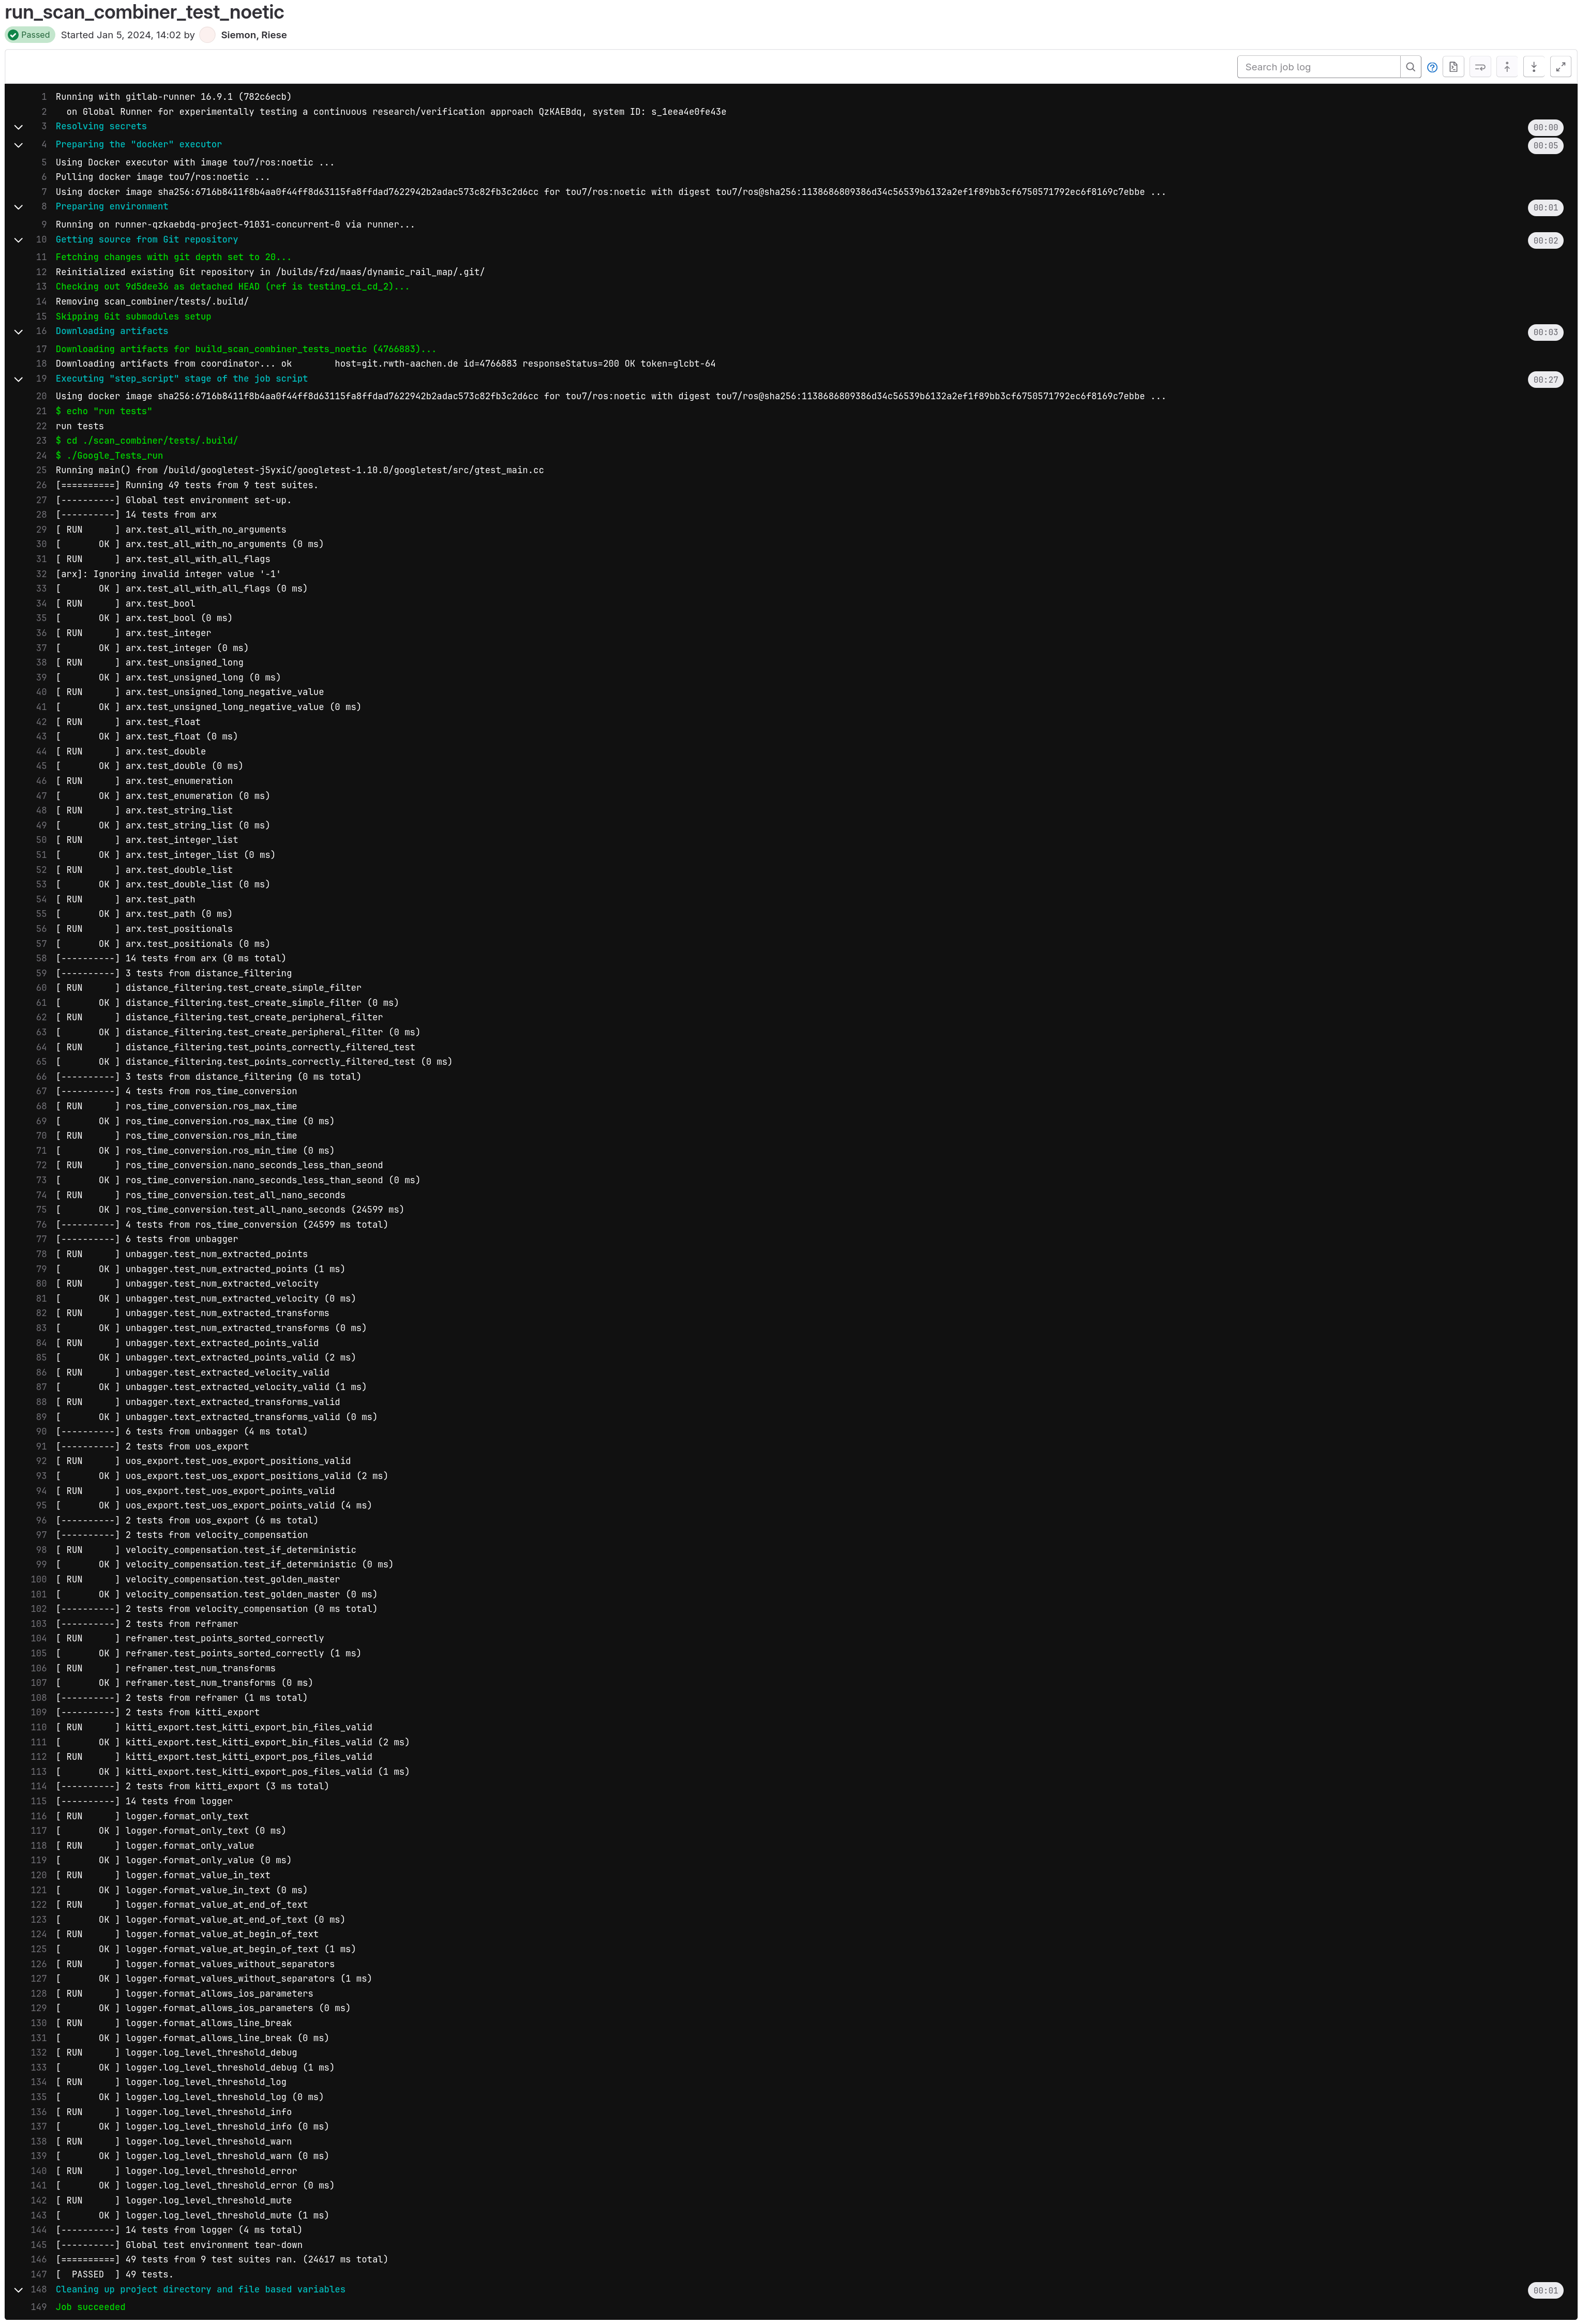 run_scan_combiner_test_noetic
Passed Started Jan 5, 2024, 14:02 by Siemon, Riese
Search job log
1 Running with gitlab-runner 16.9.1 (782c6ecb)
2   on Global Runner for experimentally testing a continuous research/verification approach QzKAEBdq, system ID: s_1eea4e0fe43e
3 Resolving secrets 00:00
4 Preparing the "docker" executor 00:05
5 Using Docker executor with image tou7/ros:noetic ...
6 Pulling docker image tou7/ros:noetic ...
7 Using docker image sha256:6716b8411f8b4aa0f44ff8d63115fa8ffdad7622942b2adac573c82fb3c2d6cc for tou7/ros:noetic with digest tou7/ros@sha256:1138686809386d34c56539b6132a2ef1f89bb3cf6750571792ec6f8169c7ebbe ...
8 Preparing environment 00:01
9 Running on runner-qzkaebdq-project-91031-concurrent-0 via runner...
10 Getting source from Git repository 00:02
11 Fetching changes with git depth set to 20...
12 Reinitialized existing Git repository in /builds/fzd/maas/dynamic_rail_map/.git/
13 Checking out 9d5dee36 as detached HEAD (ref is testing_ci_cd_2)...
14 Removing scan_combiner/tests/.build/
15 Skipping Git submodules setup
16 Downloading artifacts 00:03
17 Downloading artifacts for build_scan_combiner_tests_noetic (4766883)...
18 Downloading artifacts from coordinator... ok        host=git.rwth-aachen.de id=4766883 responseStatus=200 OK token=glcbt-64
19 Executing "step_script" stage of the job script 00:27
20 Using docker image sha256:6716b8411f8b4aa0f44ff8d63115fa8ffdad7622942b2adac573c82fb3c2d6cc for tou7/ros:noetic with digest tou7/ros@sha256:1138686809386d34c56539b6132a2ef1f89bb3cf6750571792ec6f8169c7ebbe ...
21 $ echo "run tests"
22 run tests
23 $ cd ./scan_combiner/tests/.build/
24 $ ./Google_Tests_run
25 Running main() from /build/googletest-j5yxiC/googletest-1.10.0/googletest/src/gtest_main.cc
26 [==========] Running 49 tests from 9 test suites.
27 [----------] Global test environment set-up.
28 [----------] 14 tests from arx
29 [ RUN      ] arx.test_all_with_no_arguments
30 [       OK ] arx.test_all_with_no_arguments (0 ms)
31 [ RUN      ] arx.test_all_with_all_flags
32 [arx]: Ignoring invalid integer value '-1'
33 [       OK ] arx.test_all_with_all_flags (0 ms)
34 [ RUN      ] arx.test_bool
35 [       OK ] arx.test_bool (0 ms)
36 [ RUN      ] arx.test_integer
37 [       OK ] arx.test_integer (0 ms)
38 [ RUN      ] arx.test_unsigned_long
39 [       OK ] arx.test_unsigned_long (0 ms)
40 [ RUN      ] arx.test_unsigned_long_negative_value
41 [       OK ] arx.test_unsigned_long_negative_value (0 ms)
42 [ RUN      ] arx.test_float
43 [       OK ] arx.test_float (0 ms)
44 [ RUN      ] arx.test_double
45 [       OK ] arx.test_double (0 ms)
46 [ RUN      ] arx.test_enumeration
47 [       OK ] arx.test_enumeration (0 ms)
48 [ RUN      ] arx.test_string_list
49 [       OK ] arx.test_string_list (0 ms)
50 [ RUN      ] arx.test_integer_list
51 [       OK ] arx.test_integer_list (0 ms)
52 [ RUN      ] arx.test_double_list
53 [       OK ] arx.test_double_list (0 ms)
54 [ RUN      ] arx.test_path
55 [       OK ] arx.test_path (0 ms)
56 [ RUN      ] arx.test_positionals
57 [       OK ] arx.test_positionals (0 ms)
58 [----------] 14 tests from arx (0 ms total)
59 [----------] 3 tests from distance_filtering
60 [ RUN      ] distance_filtering.test_create_simple_filter
61 [       OK ] distance_filtering.test_create_simple_filter (0 ms)
62 [ RUN      ] distance_filtering.test_create_peripheral_filter
63 [       OK ] distance_filtering.test_create_peripheral_filter (0 ms)
64 [ RUN      ] distance_filtering.test_points_correctly_filtered_test
65 [       OK ] distance_filtering.test_points_correctly_filtered_test (0 ms)
66 [----------] 3 tests from distance_filtering (0 ms total)
67 [----------] 4 tests from ros_time_conversion
68 [ RUN      ] ros_time_conversion.ros_max_time
69 [       OK ] ros_time_conversion.ros_max_time (0 ms)
70 [ RUN      ] ros_time_conversion.ros_min_time
71 [       OK ] ros_time_conversion.ros_min_time (0 ms)
72 [ RUN      ] ros_time_conversion.nano_seconds_less_than_seond
73 [       OK ] ros_time_conversion.nano_seconds_less_than_seond (0 ms)
74 [ RUN      ] ros_time_conversion.test_all_nano_seconds
75 [       OK ] ros_time_conversion.test_all_nano_seconds (24599 ms)
76 [----------] 4 tests from ros_time_conversion (24599 ms total)
77 [----------] 6 tests from unbagger
78 [ RUN      ] unbagger.test_num_extracted_points
79 [       OK ] unbagger.test_num_extracted_points (1 ms)
80 [ RUN      ] unbagger.test_num_extracted_velocity
81 [       OK ] unbagger.test_num_extracted_velocity (0 ms)
82 [ RUN      ] unbagger.test_num_extracted_transforms
83 [       OK ] unbagger.test_num_extracted_transforms (0 ms)
84 [ RUN      ] unbagger.text_extracted_points_valid
85 [       OK ] unbagger.text_extracted_points_valid (2 ms)
86 [ RUN      ] unbagger.test_extracted_velocity_valid
87 [       OK ] unbagger.test_extracted_velocity_valid (1 ms)
88 [ RUN      ] unbagger.text_extracted_transforms_valid
89 [       OK ] unbagger.text_extracted_transforms_valid (0 ms)
90 [----------] 6 tests from unbagger (4 ms total)
91 [----------] 2 tests from uos_export
92 [ RUN      ] uos_export.test_uos_export_positions_valid
93 [       OK ] uos_export.test_uos_export_positions_valid (2 ms)
94 [ RUN      ] uos_export.test_uos_export_points_valid
95 [       OK ] uos_export.test_uos_export_points_valid (4 ms)
96 [----------] 2 tests from uos_export (6 ms total)
97 [----------] 2 tests from velocity_compensation
98 [ RUN      ] velocity_compensation.test_if_deterministic
99 [       OK ] velocity_compensation.test_if_deterministic (0 ms)
100 [ RUN      ] velocity_compensation.test_golden_master
101 [       OK ] velocity_compensation.test_golden_master (0 ms)
102 [----------] 2 tests from velocity_compensation (0 ms total)
103 [----------] 2 tests from reframer
104 [ RUN      ] reframer.test_points_sorted_correctly
105 [       OK ] reframer.test_points_sorted_correctly (1 ms)
106 [ RUN      ] reframer.test_num_transforms
107 [       OK ] reframer.test_num_transforms (0 ms)
108 [----------] 2 tests from reframer (1 ms total)
109 [----------] 2 tests from kitti_export
110 [ RUN      ] kitti_export.test_kitti_export_bin_files_valid
111 [       OK ] kitti_export.test_kitti_export_bin_files_valid (2 ms)
112 [ RUN      ] kitti_export.test_kitti_export_pos_files_valid
113 [       OK ] kitti_export.test_kitti_export_pos_files_valid (1 ms)
114 [----------] 2 tests from kitti_export (3 ms total)
115 [----------] 14 tests from logger
116 [ RUN      ] logger.format_only_text
117 [       OK ] logger.format_only_text (0 ms)
118 [ RUN      ] logger.format_only_value
119 [       OK ] logger.format_only_value (0 ms)
120 [ RUN      ] logger.format_value_in_text
121 [       OK ] logger.format_value_in_text (0 ms)
122 [ RUN      ] logger.format_value_at_end_of_text
123 [       OK ] logger.format_value_at_end_of_text (0 ms)
124 [ RUN      ] logger.format_value_at_begin_of_text
125 [       OK ] logger.format_value_at_begin_of_text (1 ms)
126 [ RUN      ] logger.format_values_without_separators
127 [       OK ] logger.format_values_without_separators (1 ms)
128 [ RUN      ] logger.format_allows_ios_parameters
129 [       OK ] logger.format_allows_ios_parameters (0 ms)
130 [ RUN      ] logger.format_allows_line_break
131 [       OK ] logger.format_allows_line_break (0 ms)
132 [ RUN      ] logger.log_level_threshold_debug
133 [       OK ] logger.log_level_threshold_debug (1 ms)
134 [ RUN      ] logger.log_level_threshold_log
135 [       OK ] logger.log_level_threshold_log (0 ms)
136 [ RUN      ] logger.log_level_threshold_info
137 [       OK ] logger.log_level_threshold_info (0 ms)
138 [ RUN      ] logger.log_level_threshold_warn
139 [       OK ] logger.log_level_threshold_warn (0 ms)
140 [ RUN      ] logger.log_level_threshold_error
141 [       OK ] logger.log_level_threshold_error (0 ms)
142 [ RUN      ] logger.log_level_threshold_mute
143 [       OK ] logger.log_level_threshold_mute (1 ms)
144 [----------] 14 tests from logger (4 ms total)
145 [----------] Global test environment tear-down
146 [==========] 49 tests from 9 test suites ran. (24617 ms total)
147 [  PASSED  ] 49 tests.
148 Cleaning up project directory and file based variables 00:01
149 Job succeeded